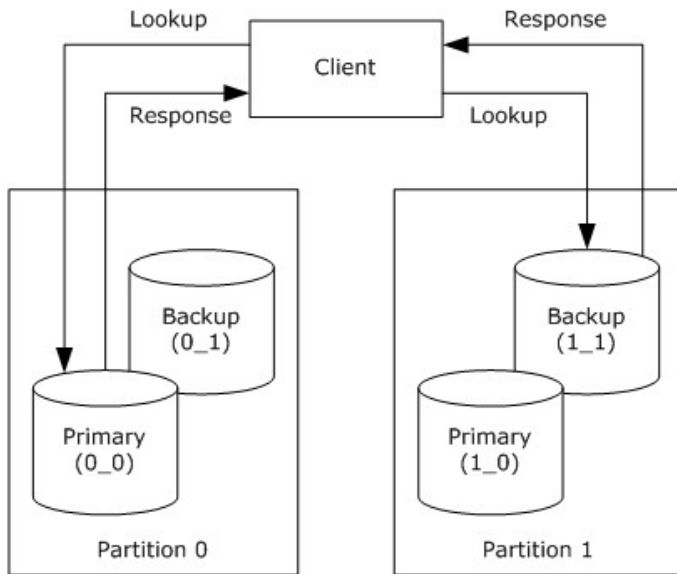 Lookup
Response
Client
Response
Lookup
Backup
(0_1)
Backup
(1_1)
Primary
(0_0)
Primary
(1_0)
Partition 0
Partition 1